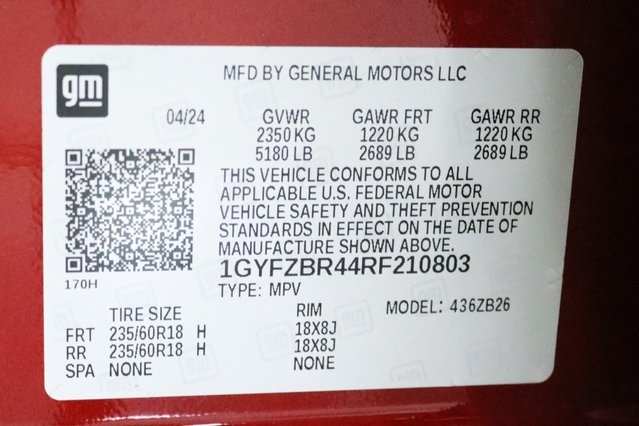 gm
MFD BY GENERAL MOTORS LLC
04/24 GVWR GAWR FRT GAWR RR
2350 KG 1220 KG 1220 KG
5180 LB 2689 LB 2689 LB
THIS VEHICLE CONFORMS TO ALL
APPLICABLE U.S. FEDERAL MOTOR
VEHICLE SAFETY AND THEFT PREVENTION
STANDARDS IN EFFECT ON THE DATE OF
MANUFACTURE SHOWN ABOVE.
170H
1GYFZBR44RF210803
TYPE: MPV
TIRE SIZE RIM MODEL: 436ZB26
FRT 235/60R18 H 18X8J
RR 235/60R18 H 18X8J
SPA NONE NONE